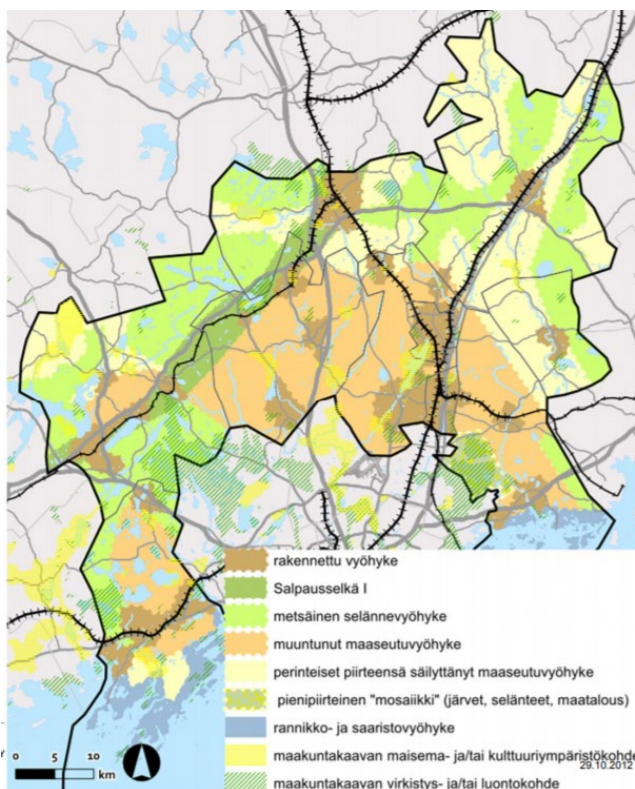 rakennettu vyöhyke
Salpausselkä I
metsäinen selännevyöhyke
muuntunut maaseutuvyöhyke
perinteiset piirteensä säilyttänyt maaseutuvyöhyke
pienipiirteinen "mosaiikki" (järvet, selänteet, maatalous)
rannikko- ja saaristovyöhyke
maakuntakaavan maisema- ja/tai kulttuuriympäristökohde
29.10.2012
maakuntakaavan virkistys- ja/tai luontokohde
0 5 10
km